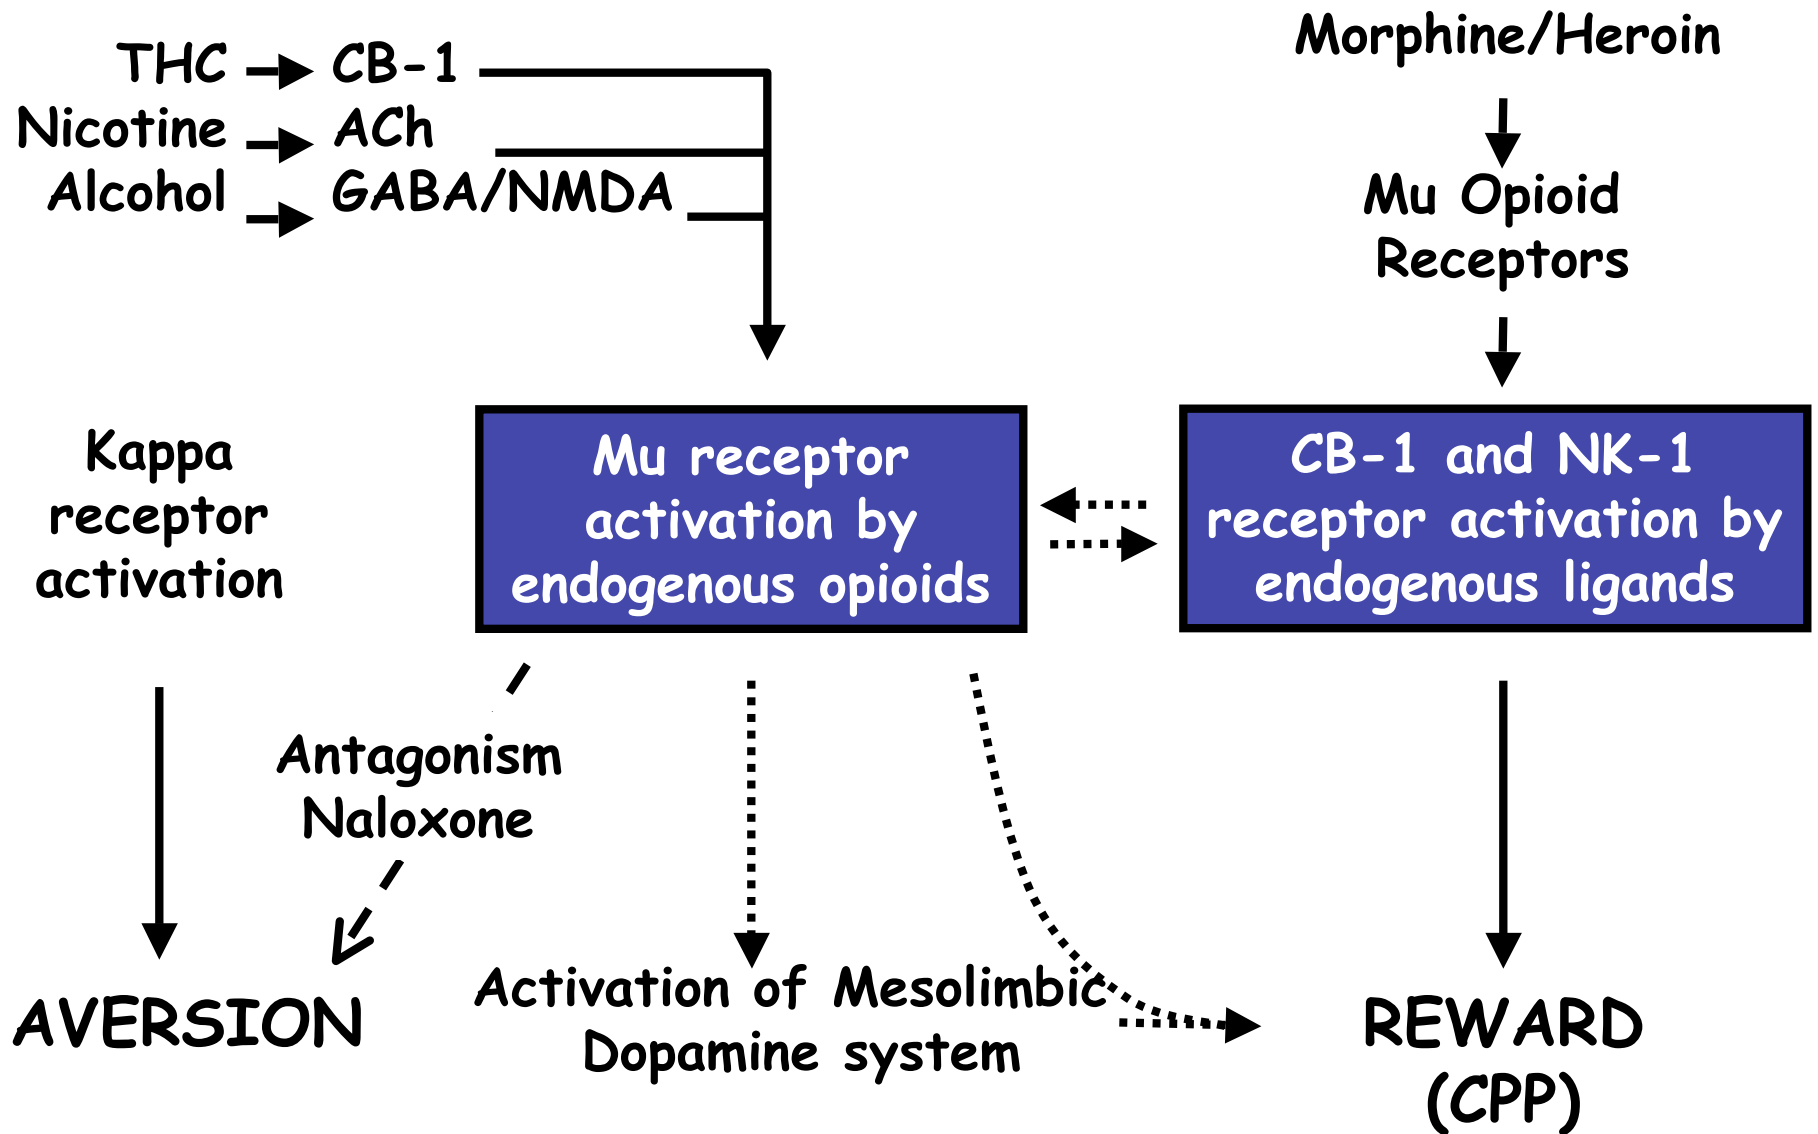 THC CB-1
Nicotine ACh
Alcohol GABA/NMDA
Morphine/Heroin
Mu Opioid
Receptors
Kappa
receptor
activation
Mu receptor
activation by
endogenous opioids
CB-1 and NK-1
receptor activation by
endogenous ligands
Antagonism
Naloxone
AVERSION
Activation of Mesolimbic
Dopamine system
REWARD
(CPP)